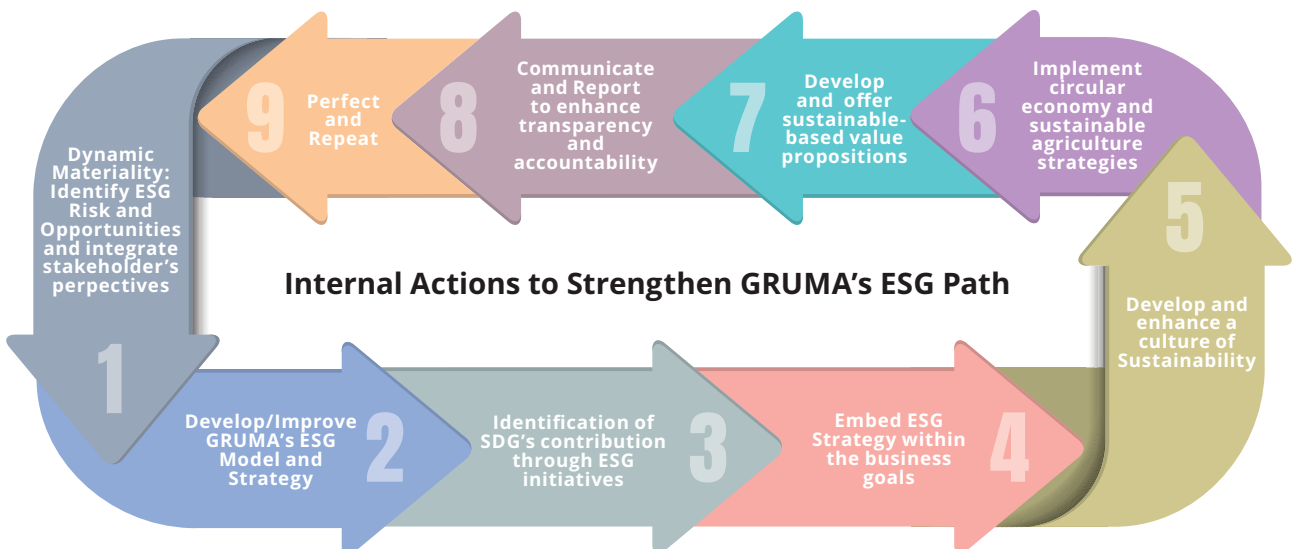 Internal Actions to Strengthen GRUMA’s ESG Path
Dynamic
Materiality:
Identify ESG
Risk and
Opportunities
and integrate
stakeholder’s
perpectives
1
Develop/Improve
GRUMA’s ESG
Model and
Strategy
2
Identification of
SDG’s contribution
through ESG
initiatives
3
Embed ESG
Strategy within
the business
goals
4
5
Develop and
enhance a
culture of
Sustainability
6
Implement
circular
economy and
sustainable
agriculture
strategies
7
Develop
and offer
sustainable-
based value
propositions
8
Communicate
and Report
to enhance
transparency
and
accountability
9
Perfect
and
Repeat